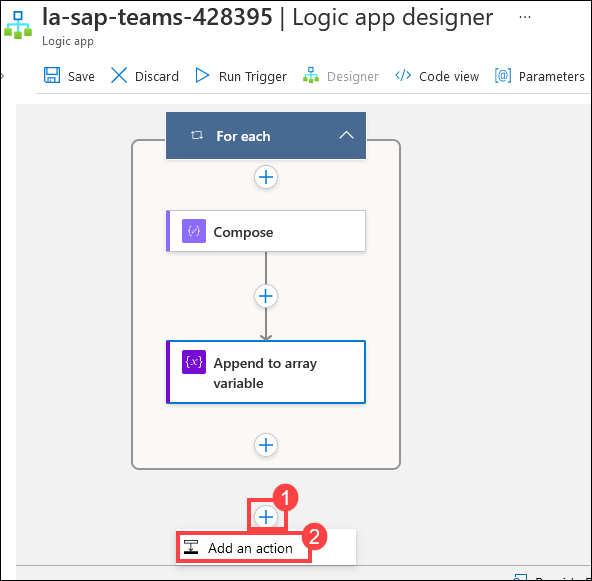 la-sap-teams-428395 | Logic app designer ...
Logic app
Save Discard Run Trigger Designer Code view Parameters
For each
Compose
Append to array
variable
1
2
Add an action